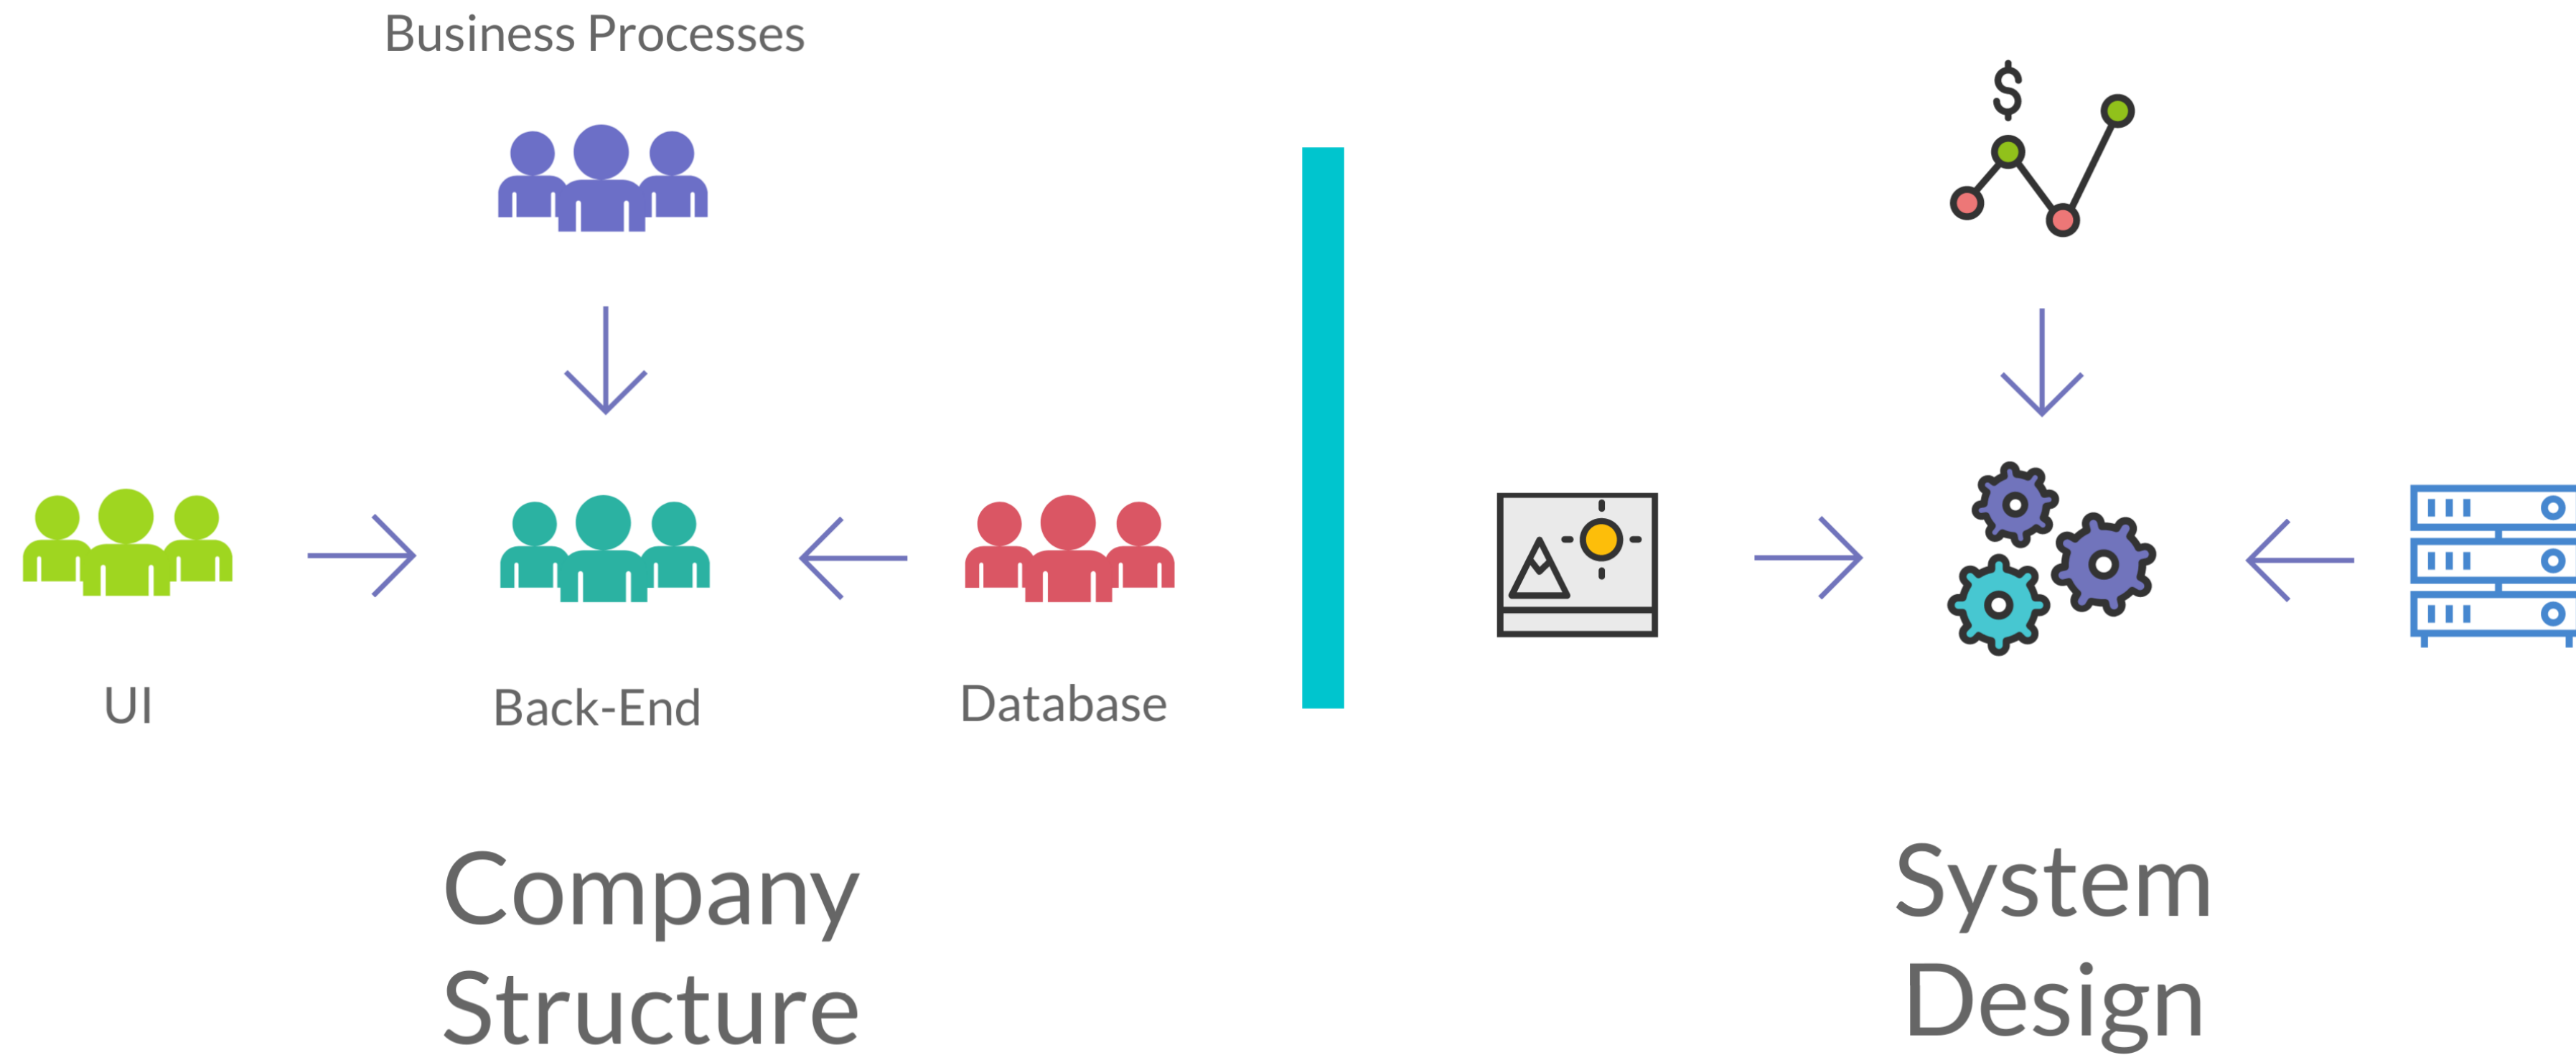 Business Processes
$
UI
Back-End
Database
Company
Structure
System
Design